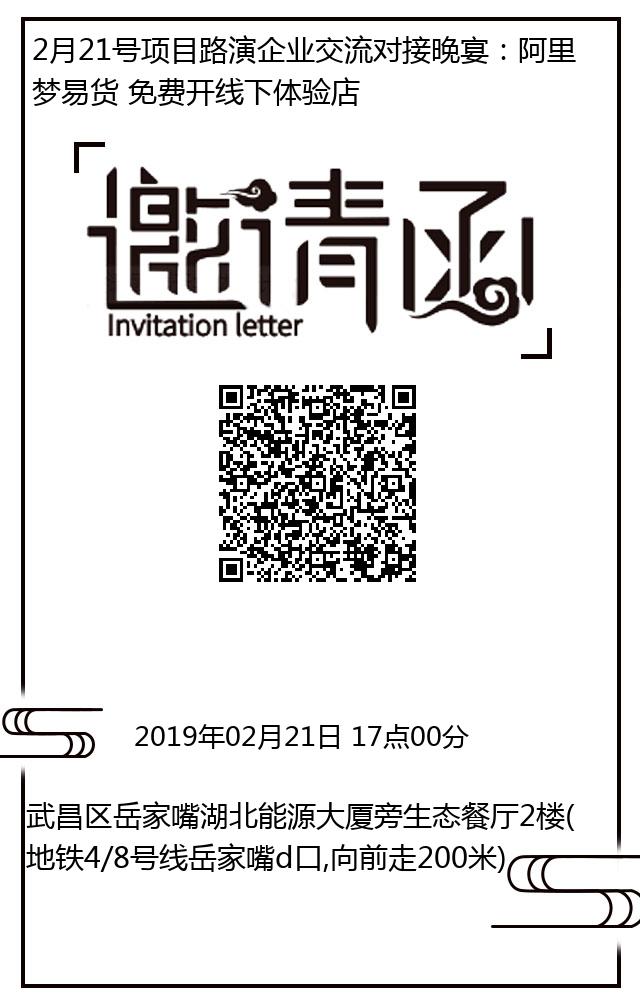 2月21号项目路演企业交流对接晚宴：阿里
梦易货 免费开线下体验店
邀请函
Invitation letter
2019年02月21日 17点00分
武昌区岳家嘴湖北能源大厦旁生态餐厅2楼(
地铁4/8号线岳家嘴d口,向前走200米)